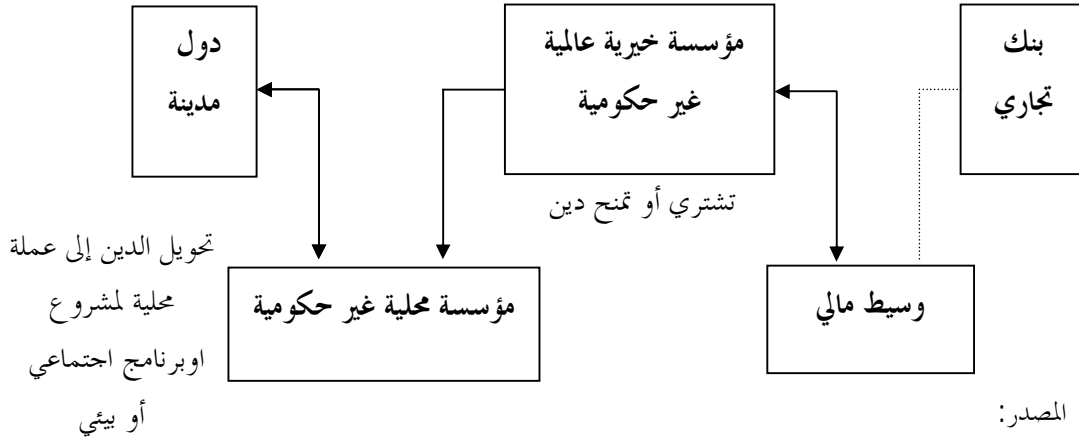 بنك
تجاري
مؤسسة خيرية عالمية
غير حكومية
دول
مدينة
تشتري أو تمنح دين
تحويل الدين إلى عملة
محلية لمشروع
اوبرنامج اجتماعي
أو بيئي
وسيط مالي
مؤسسة محلية غير حكومية
المصدر: